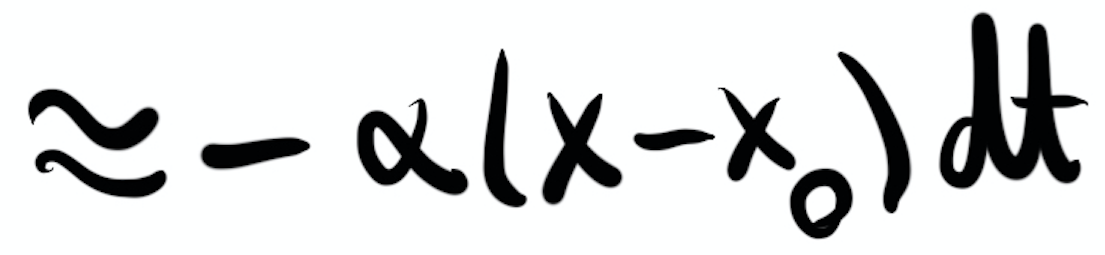 ≈ - α(x - x₀)dt